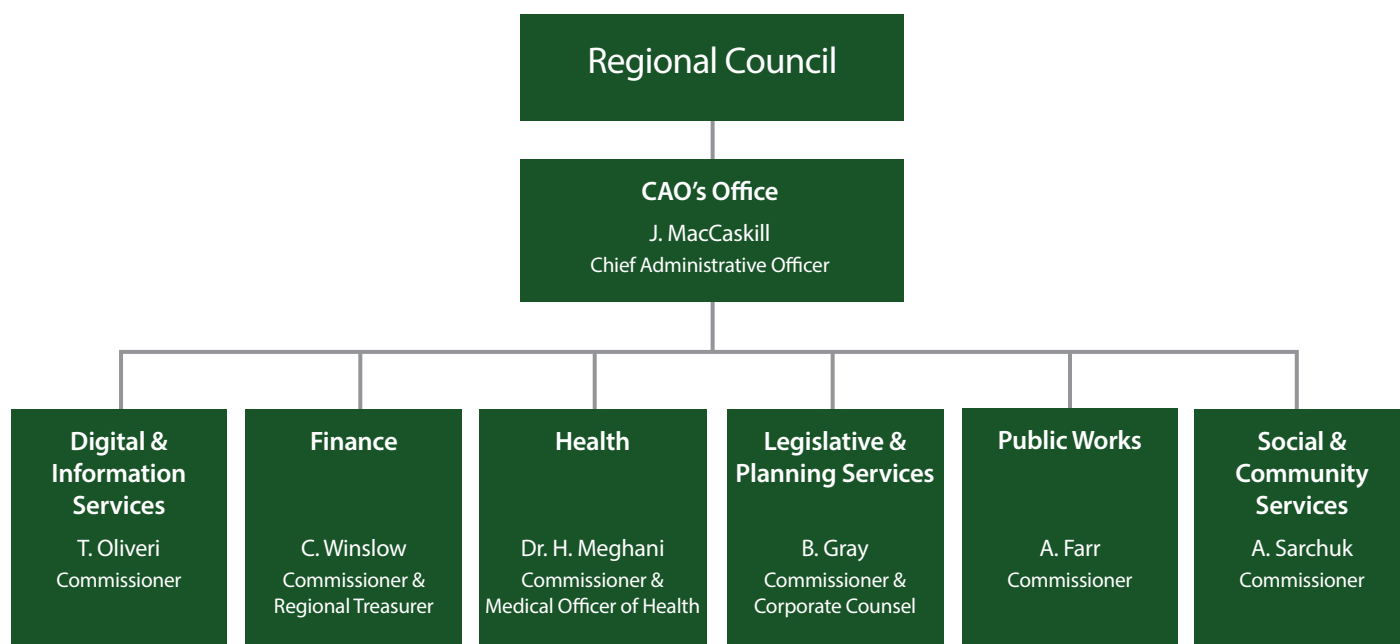 Regional Council
CAO’s Office
J. MacCaskill
Chief Administrative Officer
Digital &
Information
Services
T. Oliveri
Commissioner
Finance
C. Winslow
Commissioner &
Regional Treasurer
Health
Dr. H. Meghani
Commissioner &
Medical Officer of Health
Legislative &
Planning Services
B. Gray
Commissioner &
Corporate Counsel
Public Works
A. Farr
Commissioner
Social &
Community
Services
A. Sarchuk
Commissioner